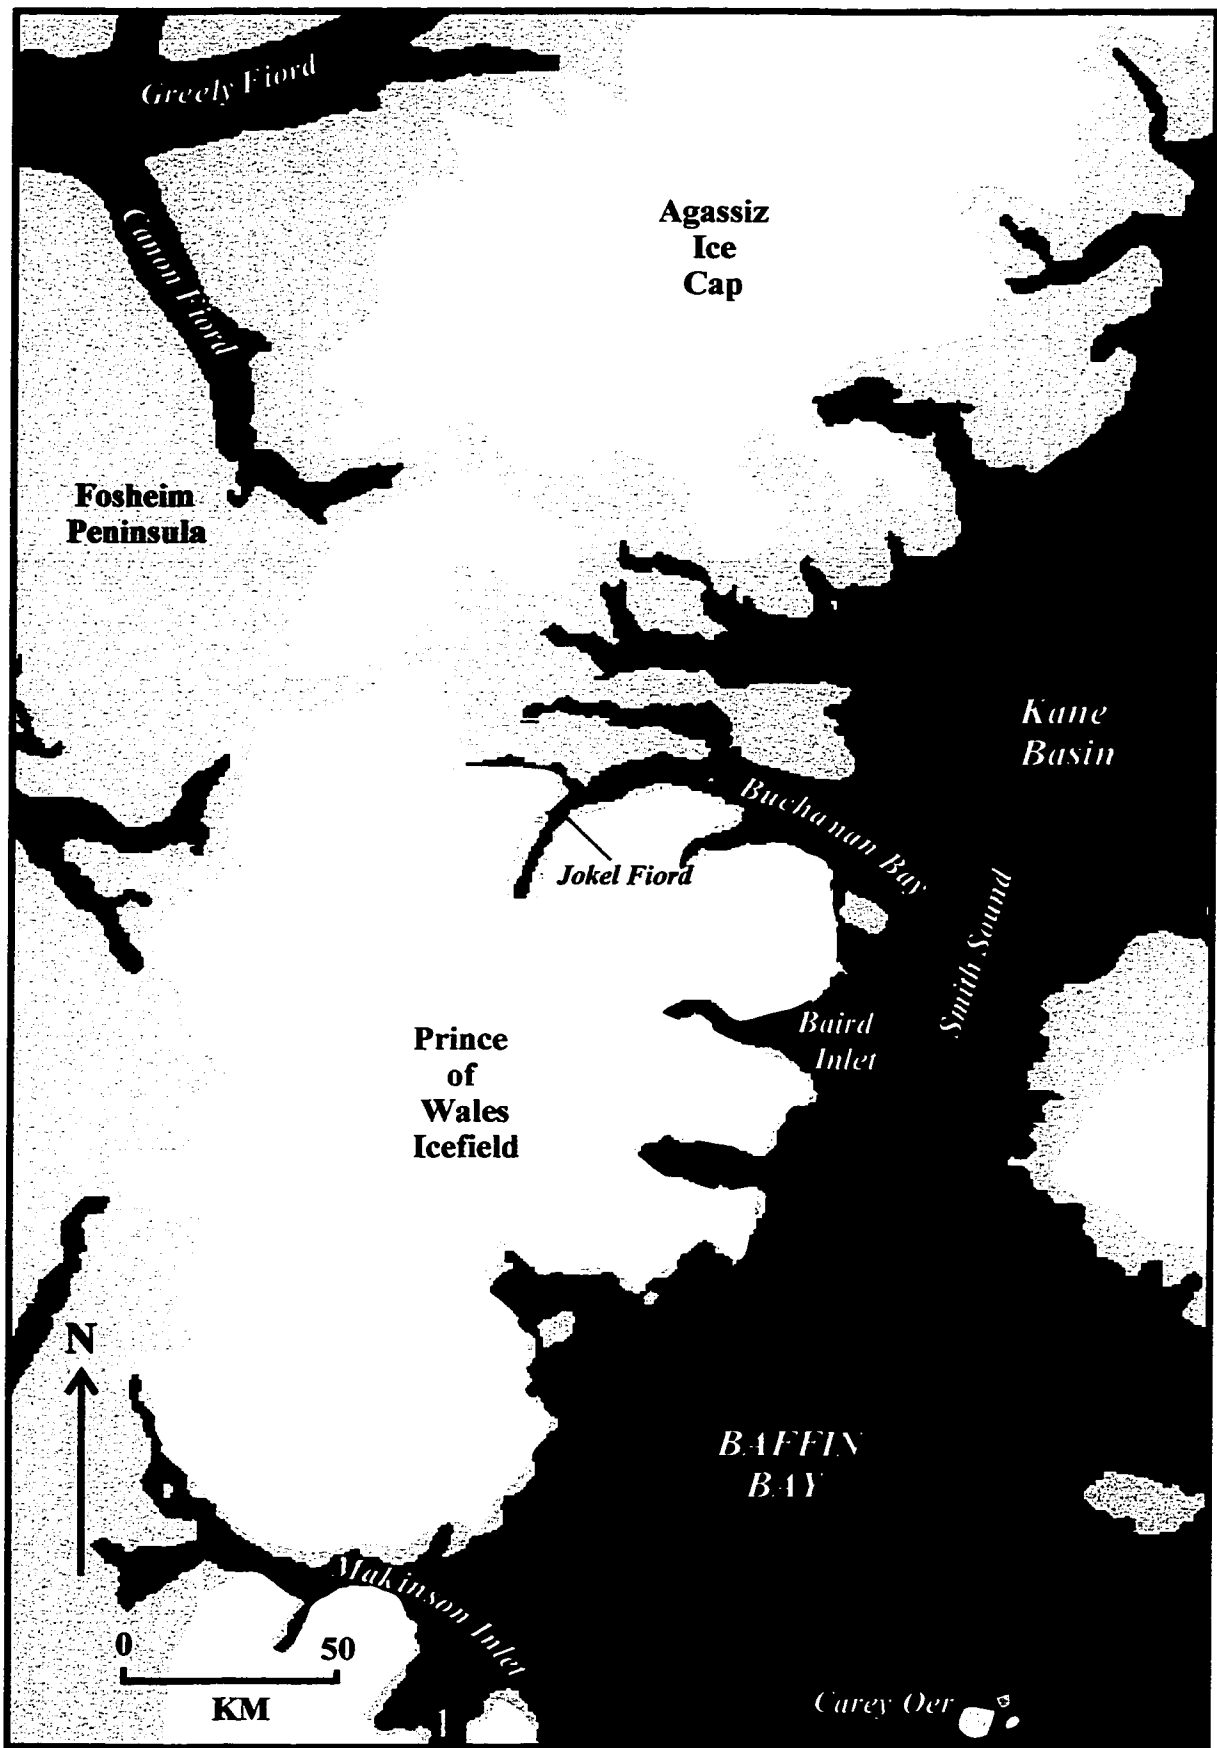 Greely Fiord
Agassiz
Ice
Cap
Canon Fiord
Fosheim
Peninsula
Kane
Basin
Buchanan Bay
Jokel Fiord
Smith Sound
Baird
Inlet
Prince
of
Wales
Icefield
N
BAFFIN
BAY
Makinson Inlet
0 50
KM
Carey Oer